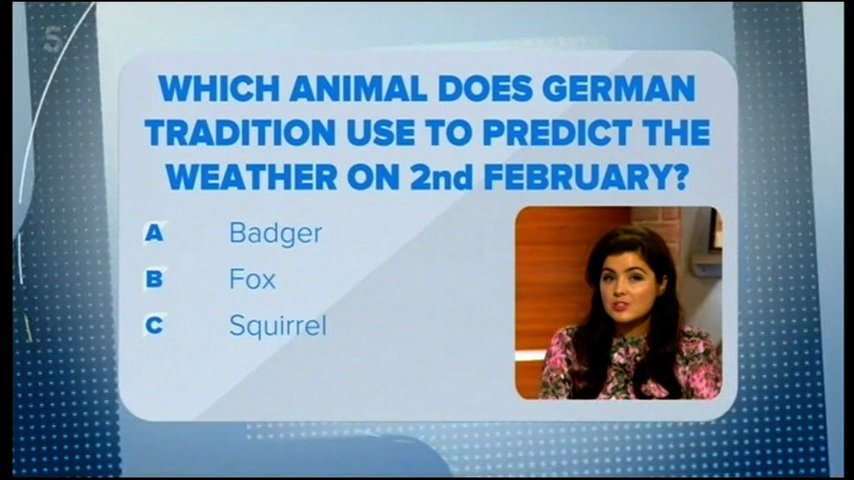 5
WHICH ANIMAL DOES GERMAN
TRADITION USE TO PREDICT THE
WEATHER ON 2nd FEBRUARY?
A Badger
B Fox
C Squirrel